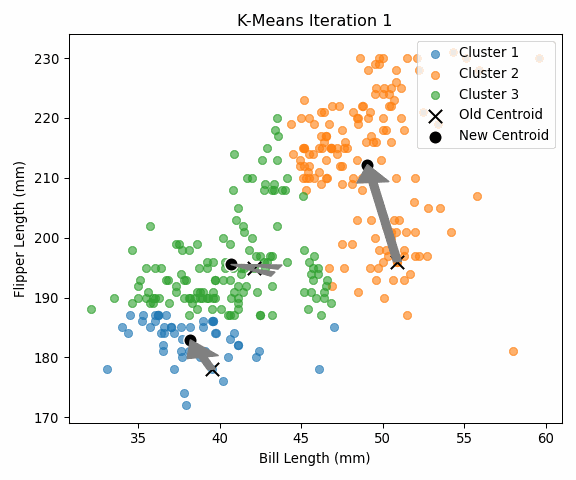 K-Means Iteration 1
Cluster 1
Cluster 2
Cluster 3
Old Centroid
New Centroid
Flipper Length (mm)
230
220
210
200
190
180
170
35 40 45 50 55 60
Bill Length (mm)